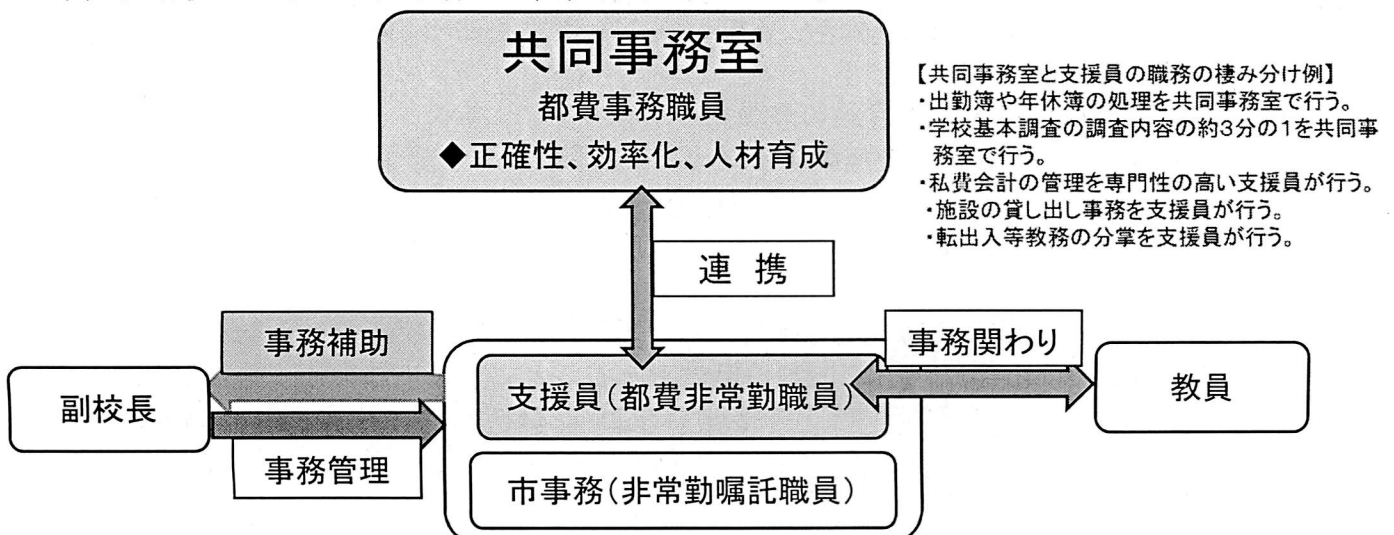 共同事務室
都費事務職員
◆正確性、効率化、人材育成
【共同事務室と支援員の職務の棲み分け例】
・出勤簿や年休簿の処理を共同事務室で行う。
・学校基本調査の調査内容の約3分の1を共同事
務室で行う。
・私費会計の管理を専門性の高い支援員が行う。
・施設の貸し出し事務を支援員が行う。
・転出入等教務の分掌を支援員が行う。
連 携
事務補助
事務関わり
副校長
支援員(都費非常勤職員)
教員
事務管理
市事務(非常勤嘱託職員)